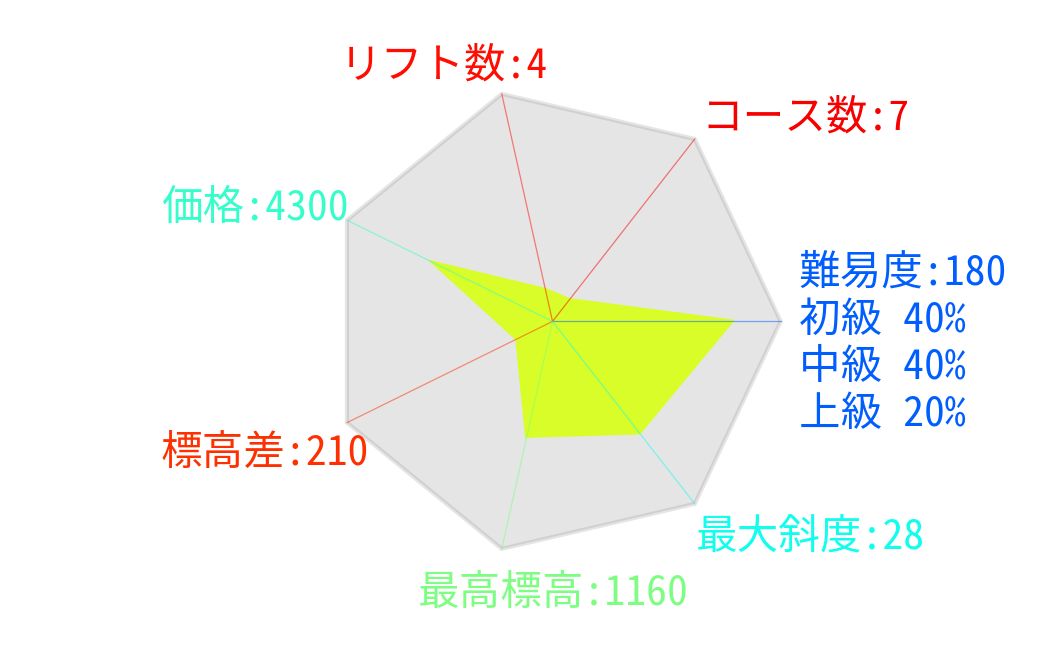 リフト数:4
コース数:7
価格:4300
難易度:180
初級 40%
中級 40%
上級 20%
標高差:210
最大斜度:28
最高標高:1160